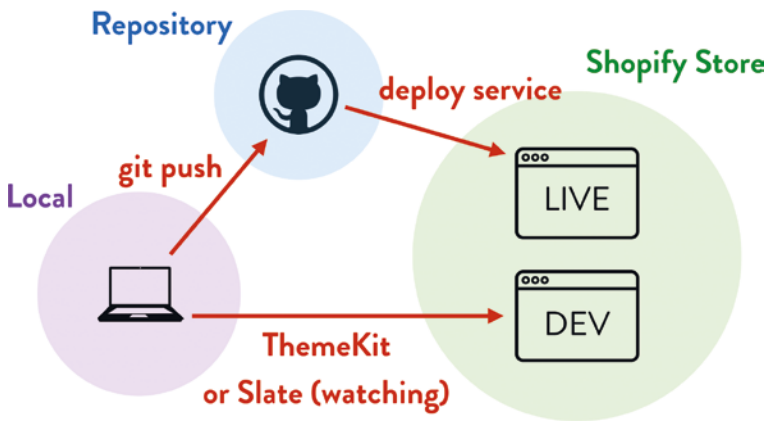 Repository
Shopify Store
deploy service
git push
LIVE
Local
DEV
ThemeKit
or Slate (watching)